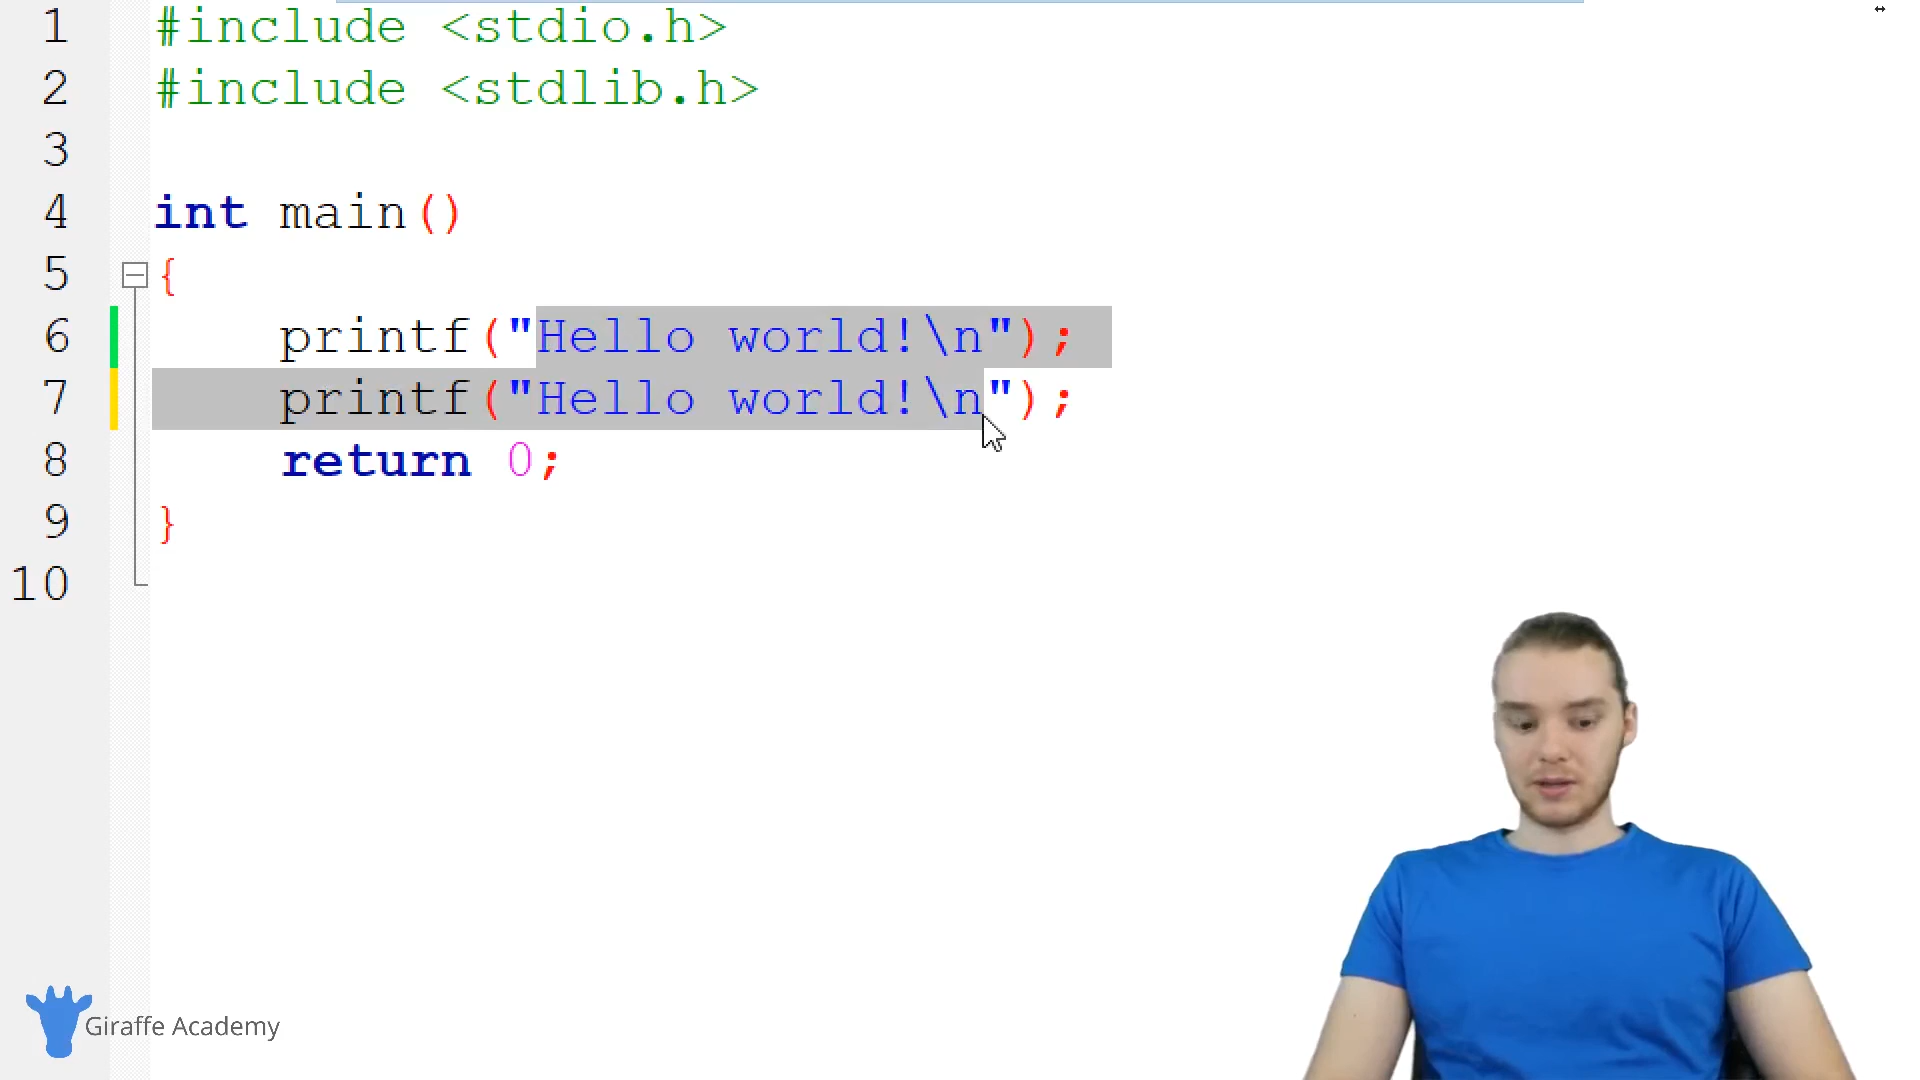 1 #include <stdio.h>
2 #include <stdlib.h>
3
4 int main()
5 {
6     printf("Hello world!\n");
7     printf("Hello world!\n");
8     return 0;
9 }
10
Giraffe Academy